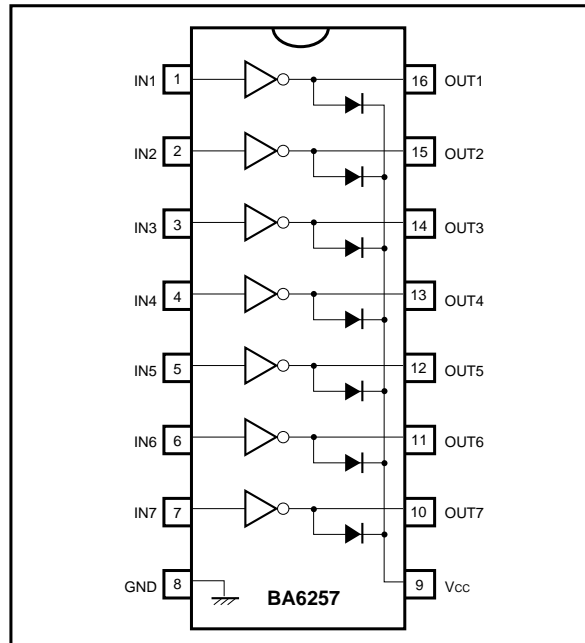 IN1 1 16 OUT1
IN2 2 15 OUT2
IN3 3 14 OUT3
IN4 4 13 OUT4
IN5 5 12 OUT5
IN6 6 11 OUT6
IN7 7 10 OUT7
GND 8 BA6257 9 Vcc